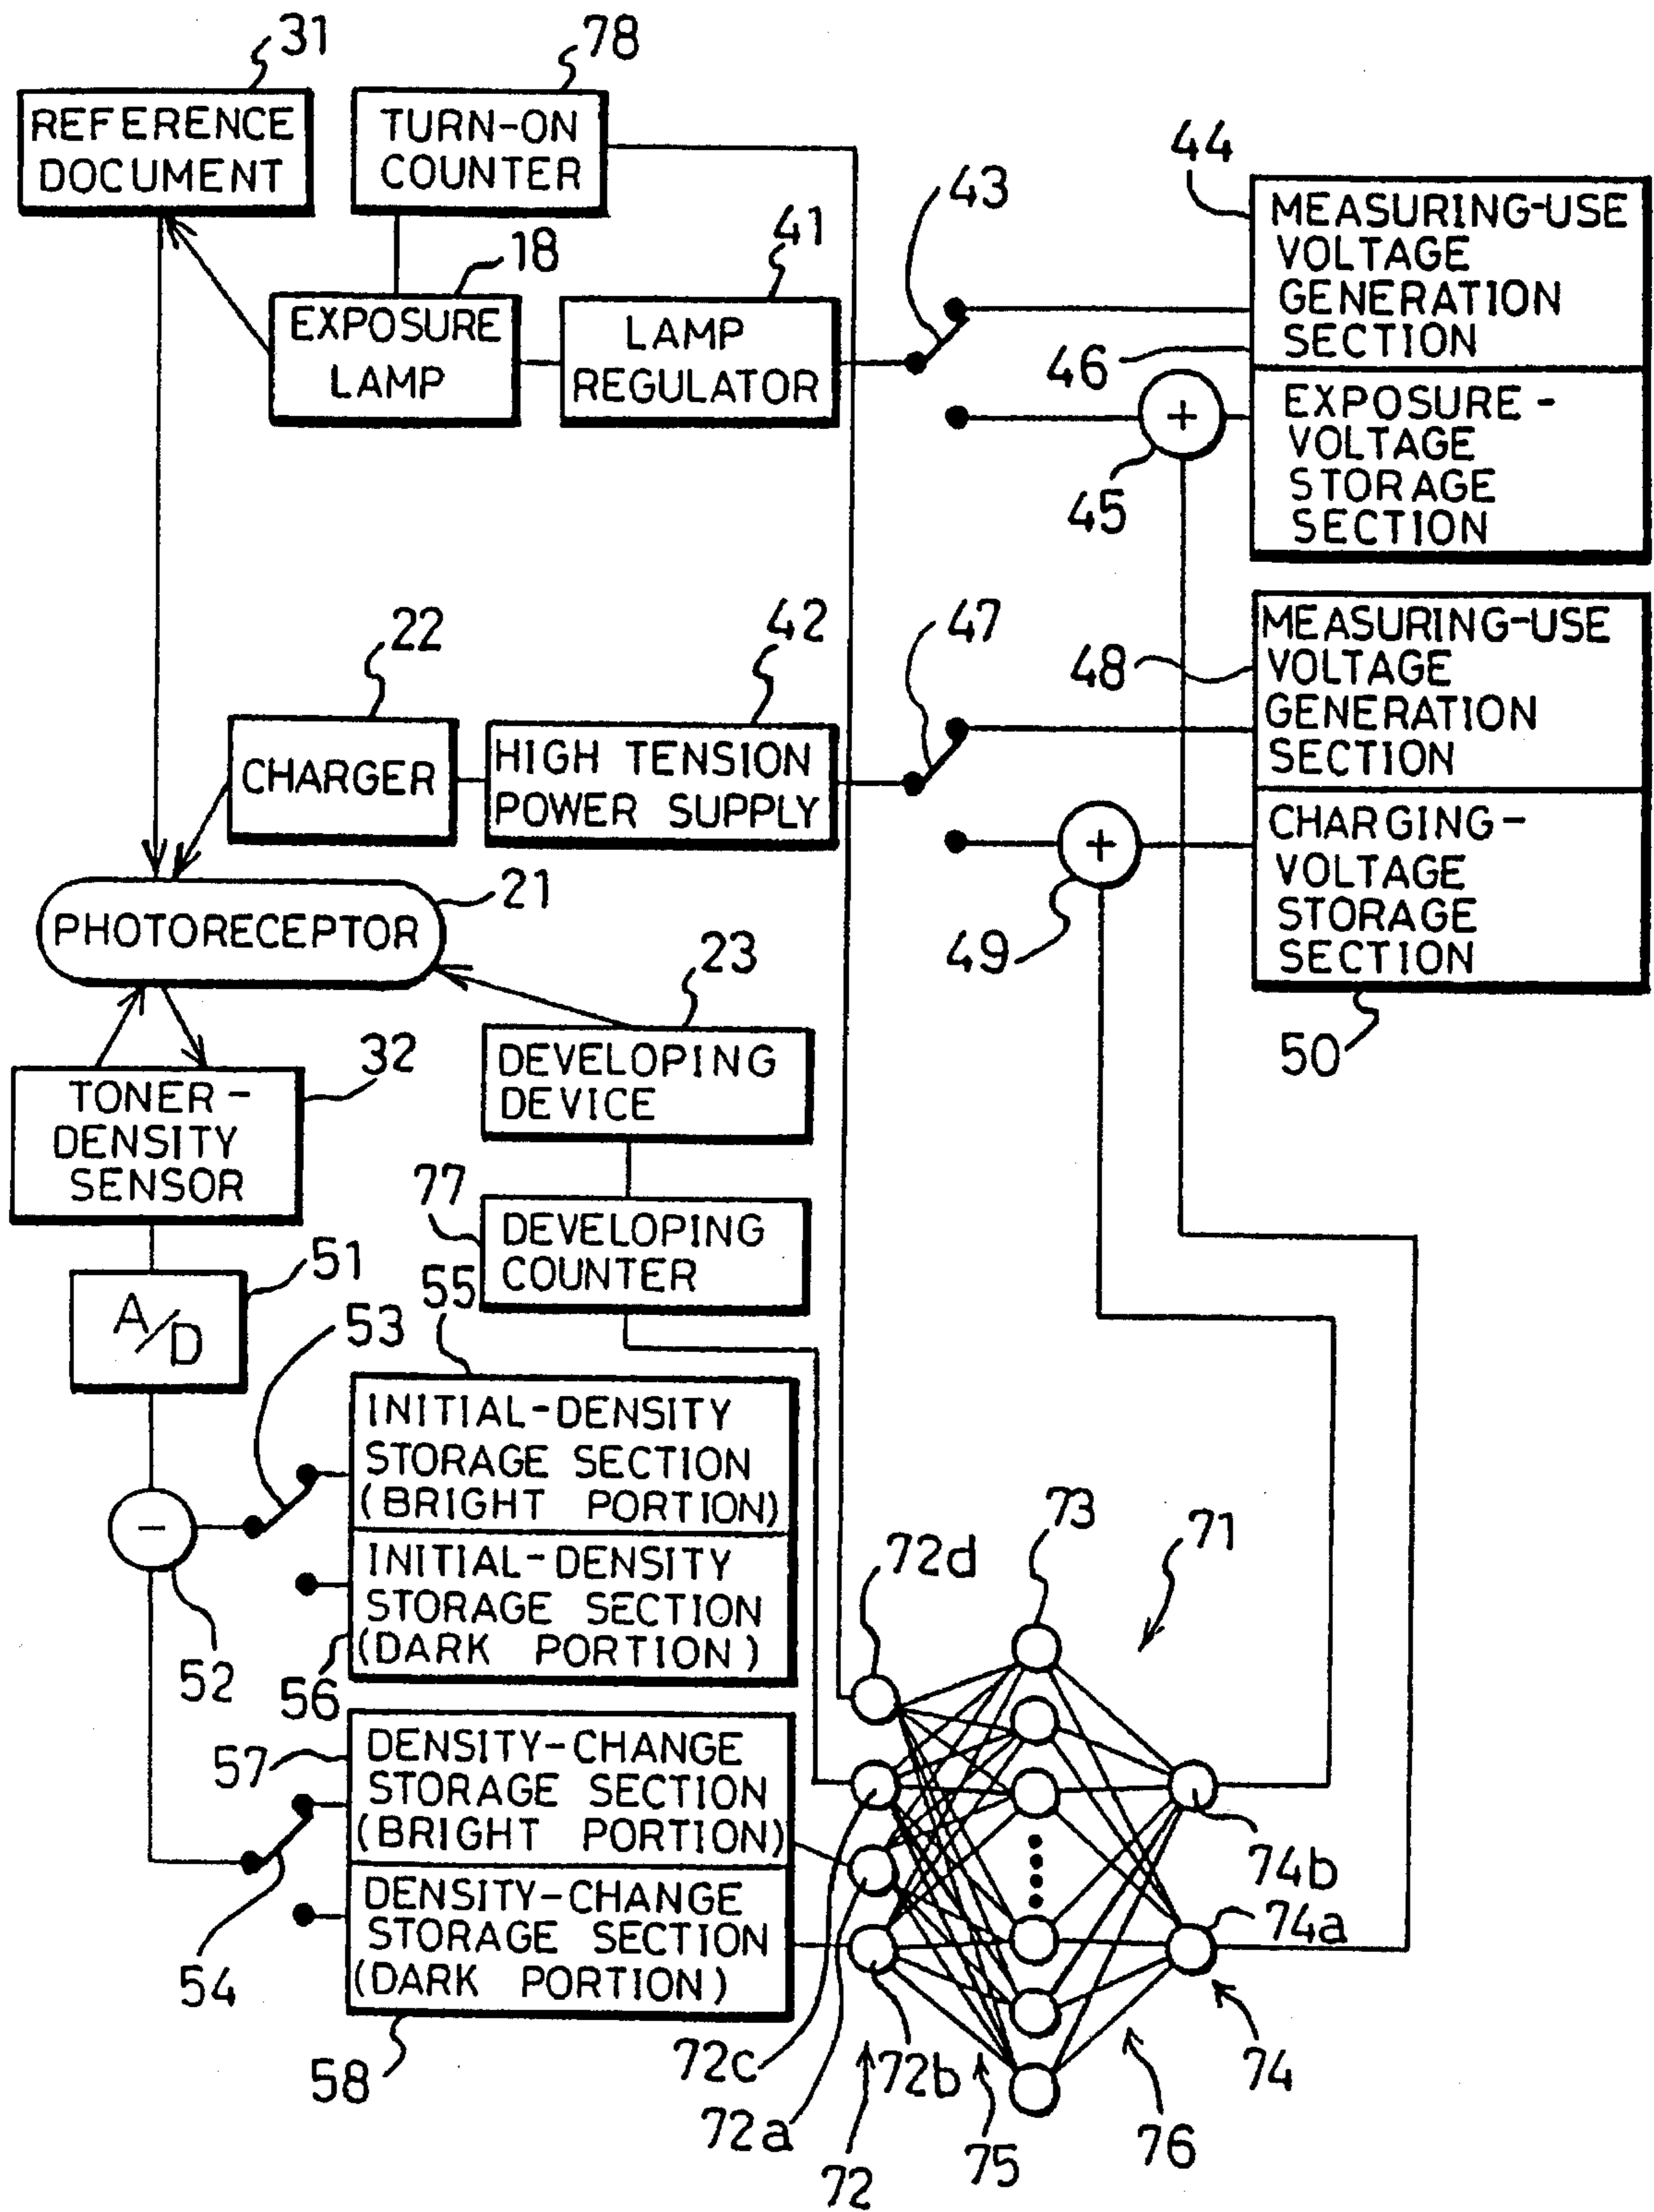 31
78
REFERENCE
DOCUMENT
TURN-ON
COUNTER
44
43
41
18
MEASURING-USE
VOLTAGE
GENERATION
SECTION
EXPOSURE
LAMP
LAMP
REGULATOR
46
EXPOSURE-
VOLTAGE
STORAGE
SECTION
+
45
22
42
47
48
MEASURING-USE
VOLTAGE
GENERATION
SECTION
CHARGER
HIGH TENSION
POWER SUPPLY
CHARGING-
VOLTAGE
STORAGE
SECTION
+
49
50
21
PHOTORECEPTOR
23
32
DEVELOPING
DEVICE
TONER-
DENSITY
SENSOR
77
DEVELOPING
COUNTER
51
A/D
53
55
INITIAL-DENSITY
STORAGE SECTION
(BRIGHT PORTION)
−
52
INITIAL-DENSITY
STORAGE SECTION
(DARK PORTION)
56
57
DENSITY-CHANGE
STORAGE SECTION
(BRIGHT PORTION)
54
DENSITY-CHANGE
STORAGE SECTION
(DARK PORTION)
58
72d
73
71
74b
74a
72c
72b
72a
72
75
76
74